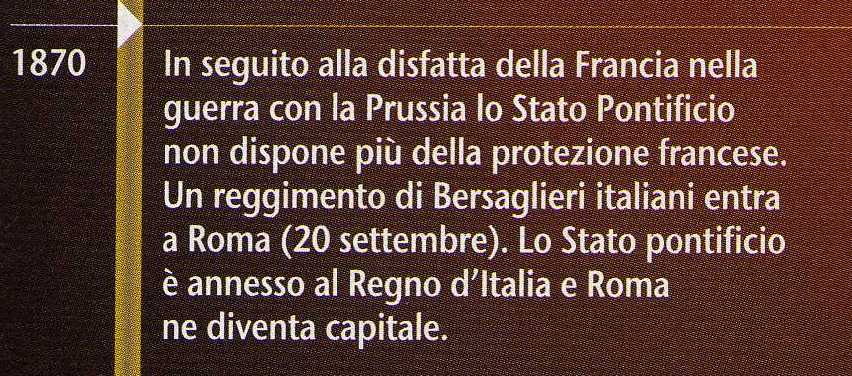 1870
In seguito alla disfatta della Francia nella
guerra con la Prussia lo Stato Pontificio
non dispone più della protezione francese.
Un reggimento di Bersaglieri italiani entra
a Roma (20 settembre). Lo Stato pontificio
è annesso al Regno d'Italia e Roma
ne diventa capitale.